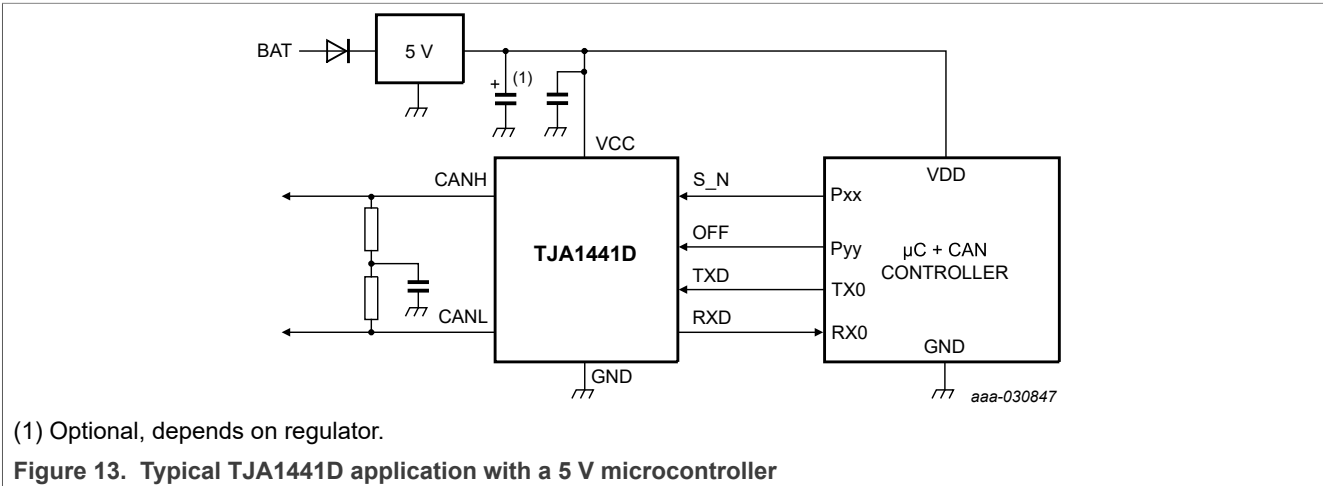 BAT
5 V
+ (1)
VCC
CANH
S_N
Pxx
VDD
OFF
Pyy
TJA1441D
µC + CAN
CONTROLLER
TXD
TX0
CANL
RXD
RX0
GND
GND
aaa-030847
(1) Optional, depends on regulator.
Figure 13. Typical TJA1441D application with a 5 V microcontroller